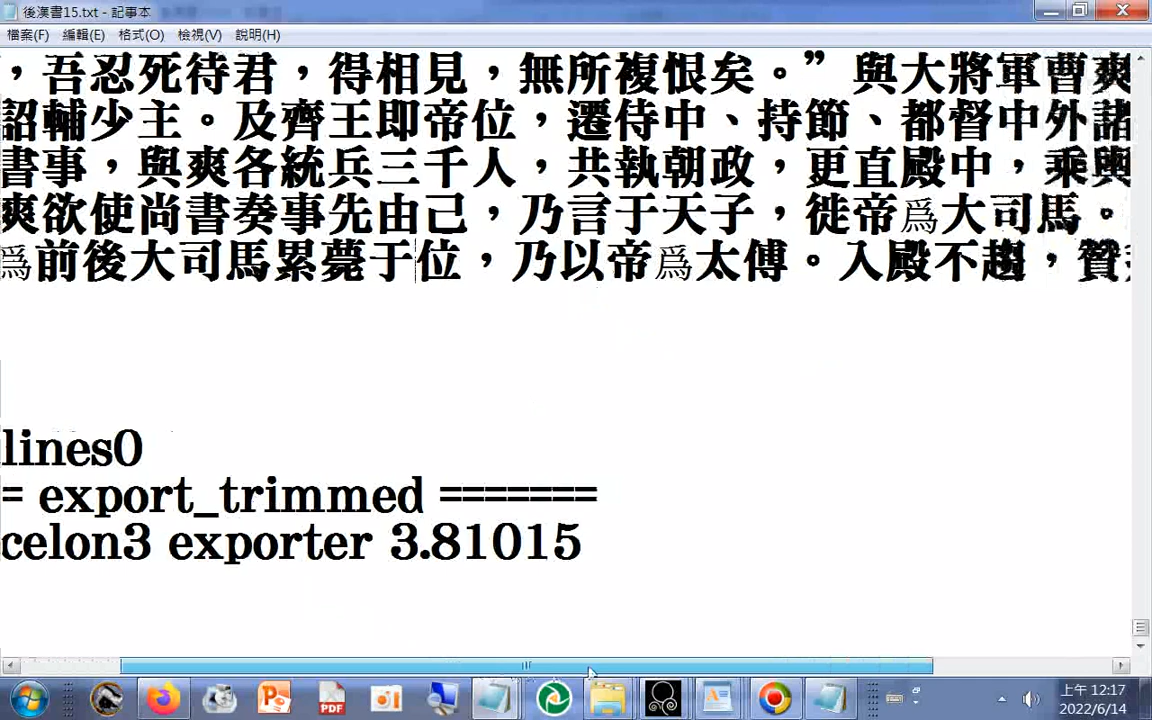 後漢書15.txt - 記事本
檔案(F) 編輯(E) 格式(O) 檢視(V) 說明(H)
，吾忍死待君，得相見，無所複恨矣。”與大將軍曹爽
詔輔少主。及齊王即帝位，遷侍中、持節、都督中外諸
書事，與爽各統兵三千人，共執朝政，更直殿中，乘輿
爽欲使尚書奏事先由己，乃言于天子，徙帝爲大司馬。
爲前後大司馬累薨于位，乃以帝爲太傅。入殿不趨，贊
lines0
= export_trimmed =======
celon3 exporter 3.81015
上午 12:17
2022/6/14